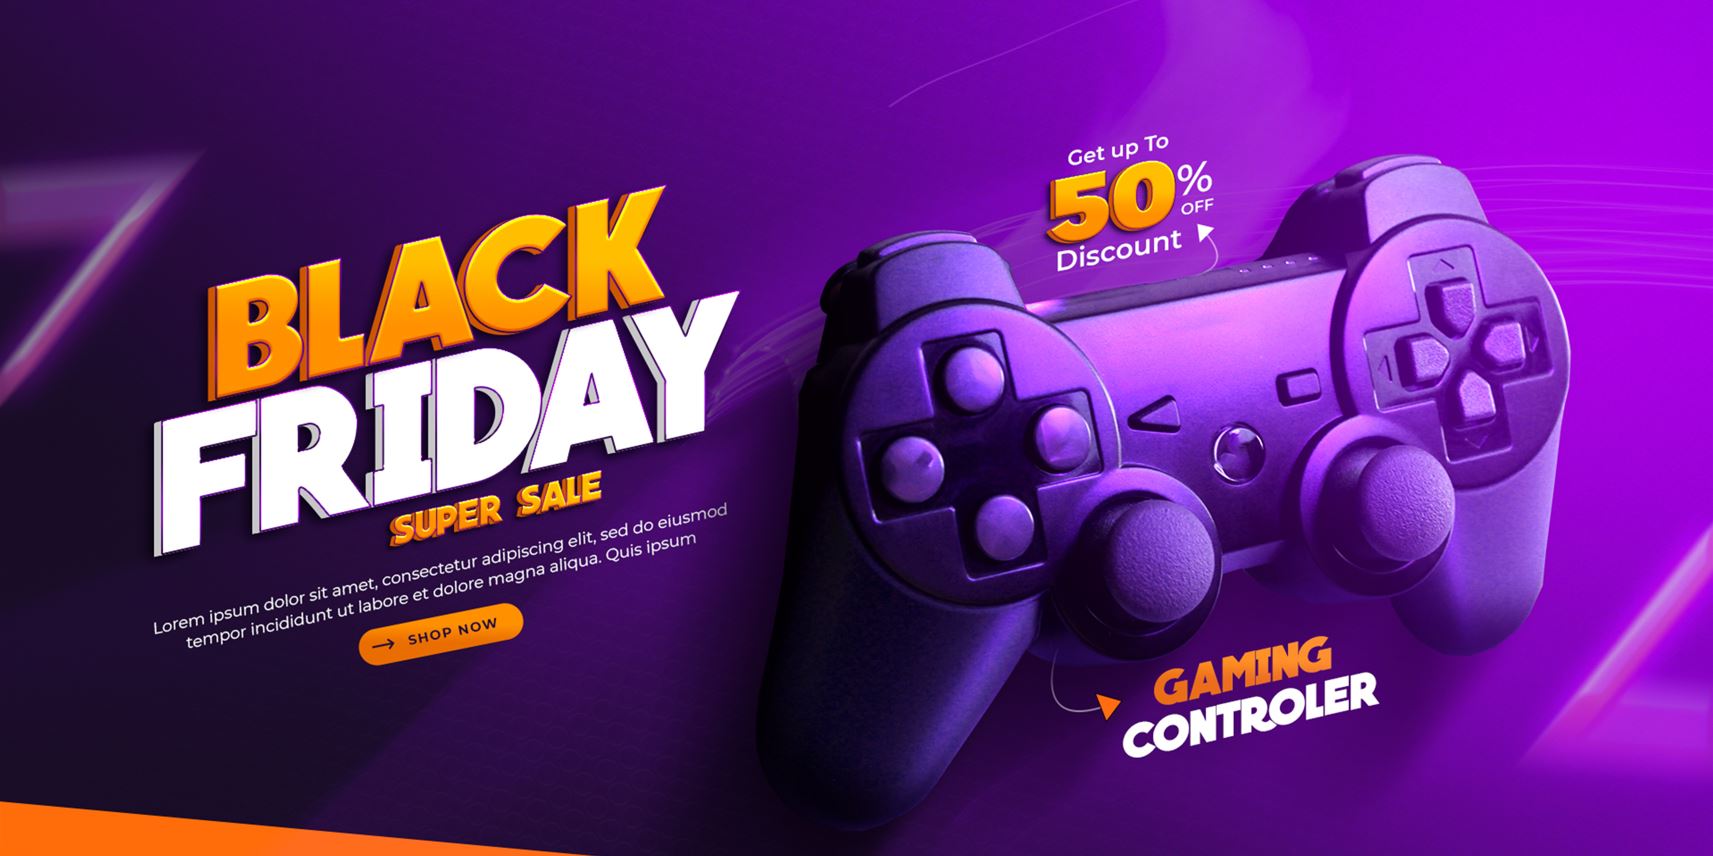 BLACK
FRIDAY
SUPER SALE
Lorem ipsum dolor sit amet, consectetur adipiscing elit, sed do eiusmod
tempor incididunt ut labore et dolore magna aliqua. Quis ipsum
SHOP NOW
Get up To
50%
OFF
Discount
GAMING
CONTROLER